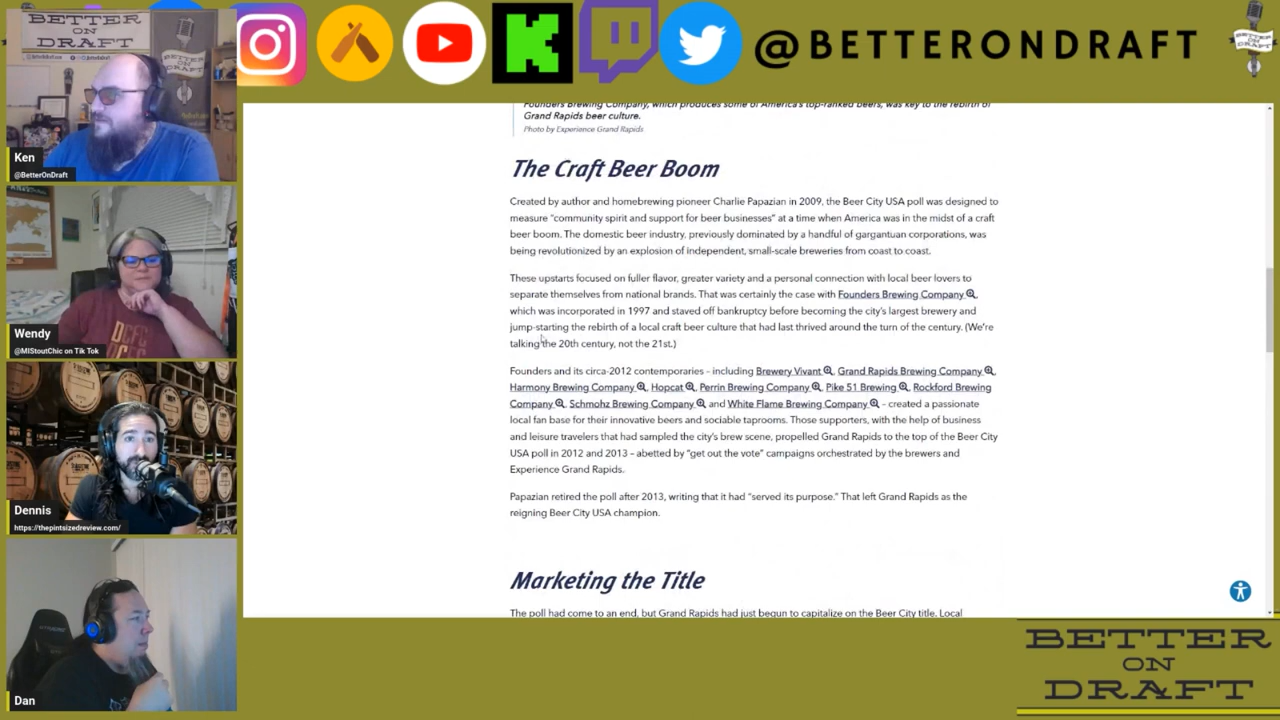 BETTER
ON
DRAFT
@BETTERONDRAFT
Ken
@BetterOnDraft
Wendy
@MIStoutChic on Tik Tok
Dennis
https://thepintsizedreview.com/
Dan
Founders Brewing Company, which produces some of America's top-ranked beers, was key to the rebirth of
Grand Rapids beer culture.
Photo by Experience Grand Rapids
The Craft Beer Boom
Created by author and homebrewing pioneer Charlie Papazian in 2009, the Beer City USA poll was designed to
measure “community spirit and support for beer businesses” at a time when America was in the midst of a craft
beer boom. The domestic beer industry, previously dominated by a handful of gargantuan corporations, was
being revolutionized by an explosion of independent, small-scale breweries from coast to coast.
These upstarts focused on fuller flavor, greater variety and a personal connection with local beer lovers to
separate themselves from national brands. That was certainly the case with Founders Brewing Company,
which was incorporated in 1997 and staved off bankruptcy before becoming the city's largest brewery and
jump-starting the rebirth of a local craft beer culture that had last thrived around the turn of the century. (We're
talking the 20th century, not the 21st.)
Founders and its circa-2012 contemporaries – including Brewery Vivant, Grand Rapids Brewing Company,
Harmony Brewing Company, Hopcat, Perrin Brewing Company, Pike 51 Brewing, Rockford Brewing
Company, Schmohz Brewing Company and White Flame Brewing Company – created a passionate
local fan base for their innovative beers and sociable taprooms. Those supporters, with the help of business
and leisure travelers that had sampled the city's brew scene, propelled Grand Rapids to the top of the Beer City
USA poll in 2012 and 2013 – abetted by “get out the vote” campaigns orchestrated by the brewers and
Experience Grand Rapids.
Papazian retired the poll after 2013, writing that it had “served its purpose.” That left Grand Rapids as the
reigning Beer City USA champion.
Marketing the Title
The poll had come to an end, but Grand Rapids had just begun to capitalize on the Beer City title. Local
BETTER
ON
DRAFT